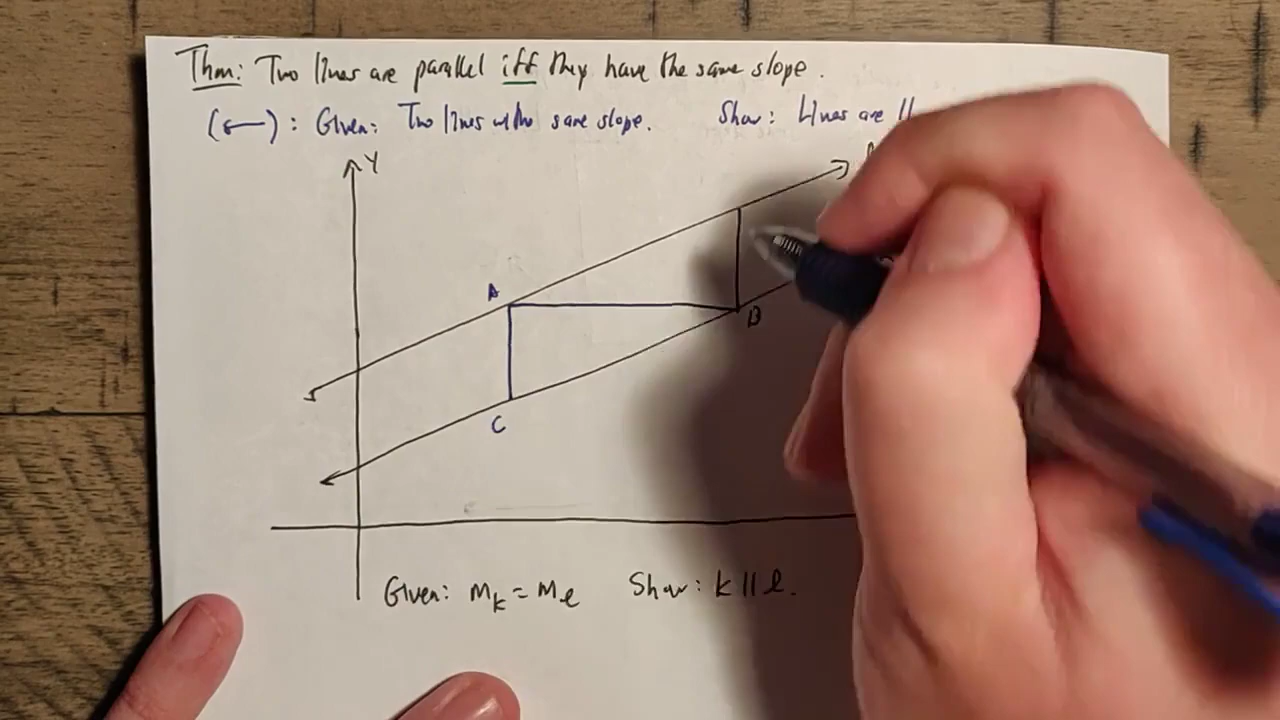 Thm: Two lines are parallel iff they have the same slope.
(←): Given: Two lines w/ the same slope. Show: Lines are ||
Y
A
B
C
Given: mk = mℓ Show: k || ℓ.